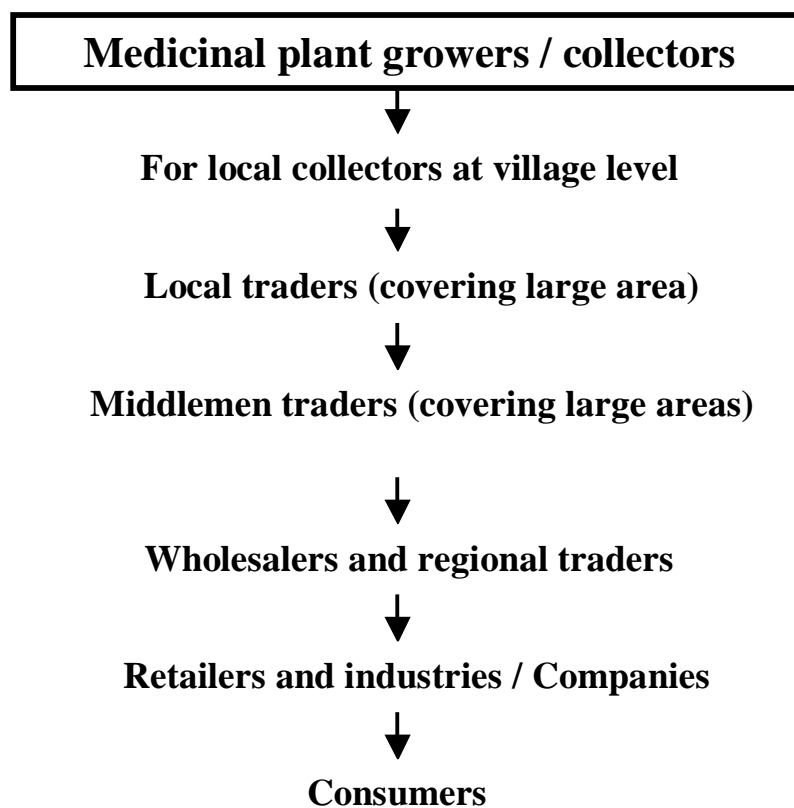 Medicinal plant growers / collectors
For local collectors at village level
Local traders (covering large area)
Middlemen traders (covering large areas)
Wholesalers and regional traders
Retailers and industries / Companies
Consumers